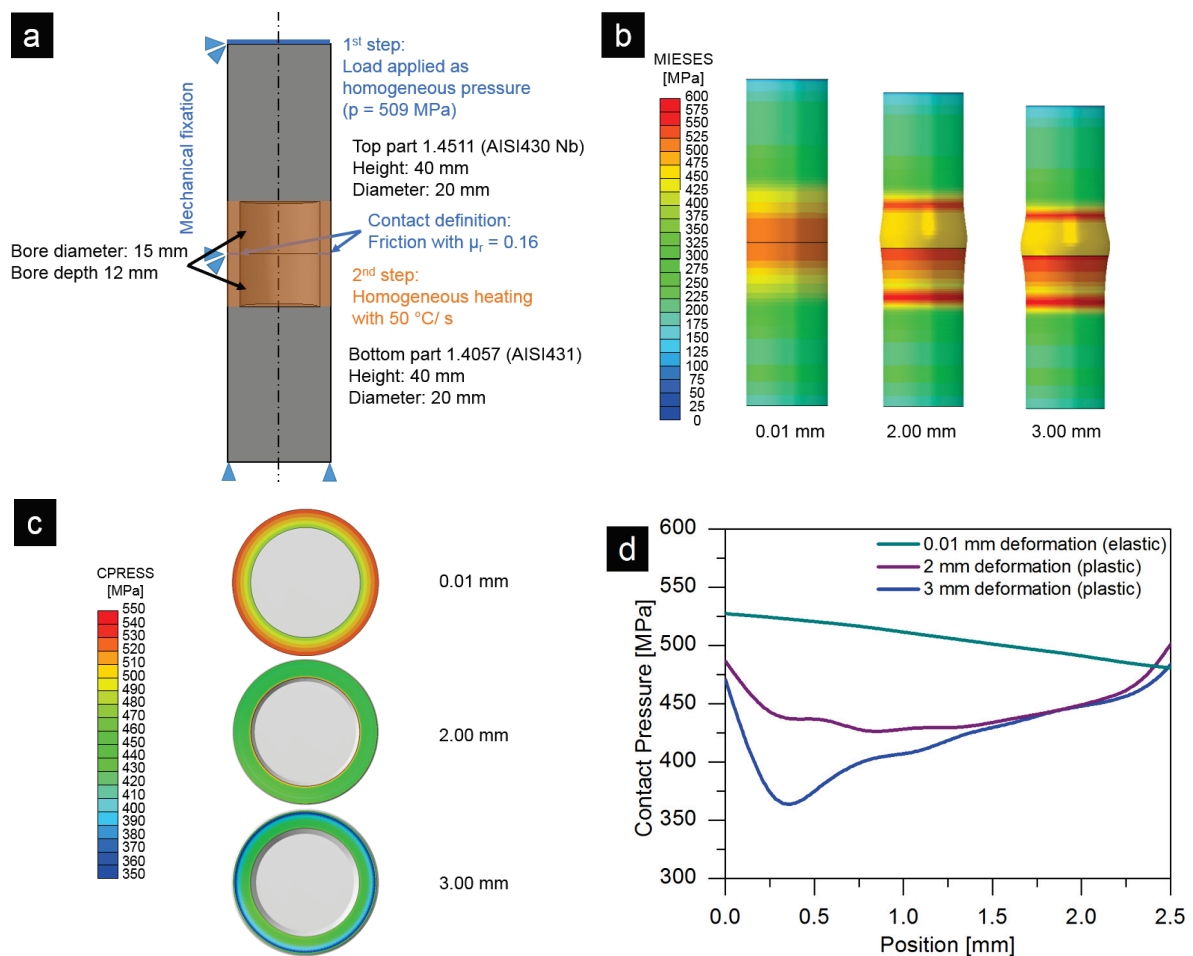 a
1st step:
Load applied as
homogeneous pressure
(p = 509 MPa)
Mechanical fixation
Top part 1.4511 (AISI430 Nb)
Height: 40 mm
Diameter: 20 mm
Contact definition:
Friction with μr = 0.16
Bore diameter: 15 mm
Bore depth 12 mm
2nd step:
Homogeneous heating
with 50 °C/ s
Bottom part 1.4057 (AISI431)
Height: 40 mm
Diameter: 20 mm
b
MIESES
[MPa]
600
575
550
525
500
475
450
425
400
375
350
325
300
275
250
225
200
175
150
125
100
75
50
25
0
0.01 mm
2.00 mm
3.00 mm
c
CPRESS
[MPa]
550
540
530
520
510
500
490
480
470
460
450
440
430
420
410
400
390
380
370
360
350
0.01 mm
2.00 mm
3.00 mm
d
0.01 mm deformation (elastic)
2 mm deformation (plastic)
3 mm deformation (plastic)
Contact Pressure [MPa]
600
550
500
450
400
350
300
0.0
0.5
1.0
1.5
2.0
2.5
Position [mm]